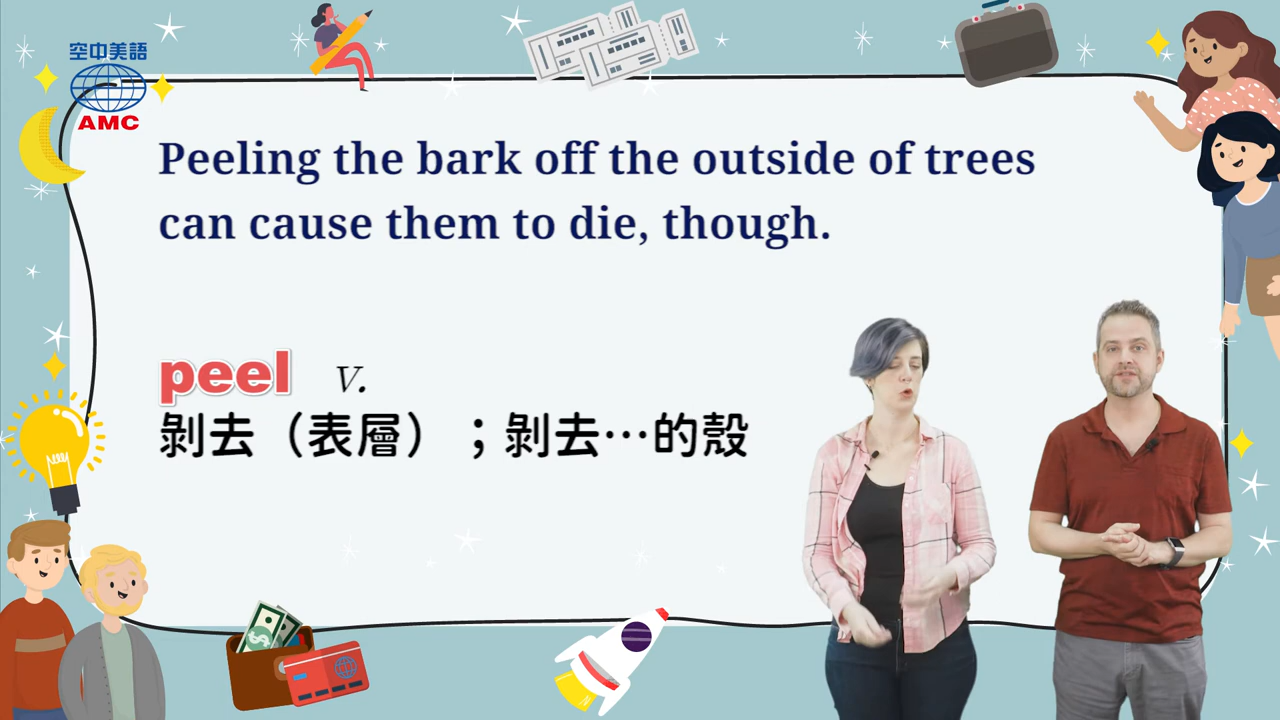 空中美語
AMC
Peeling the bark off the outside of trees
can cause them to die, though.
peel v.
剝去（表層）；剝去…的殼